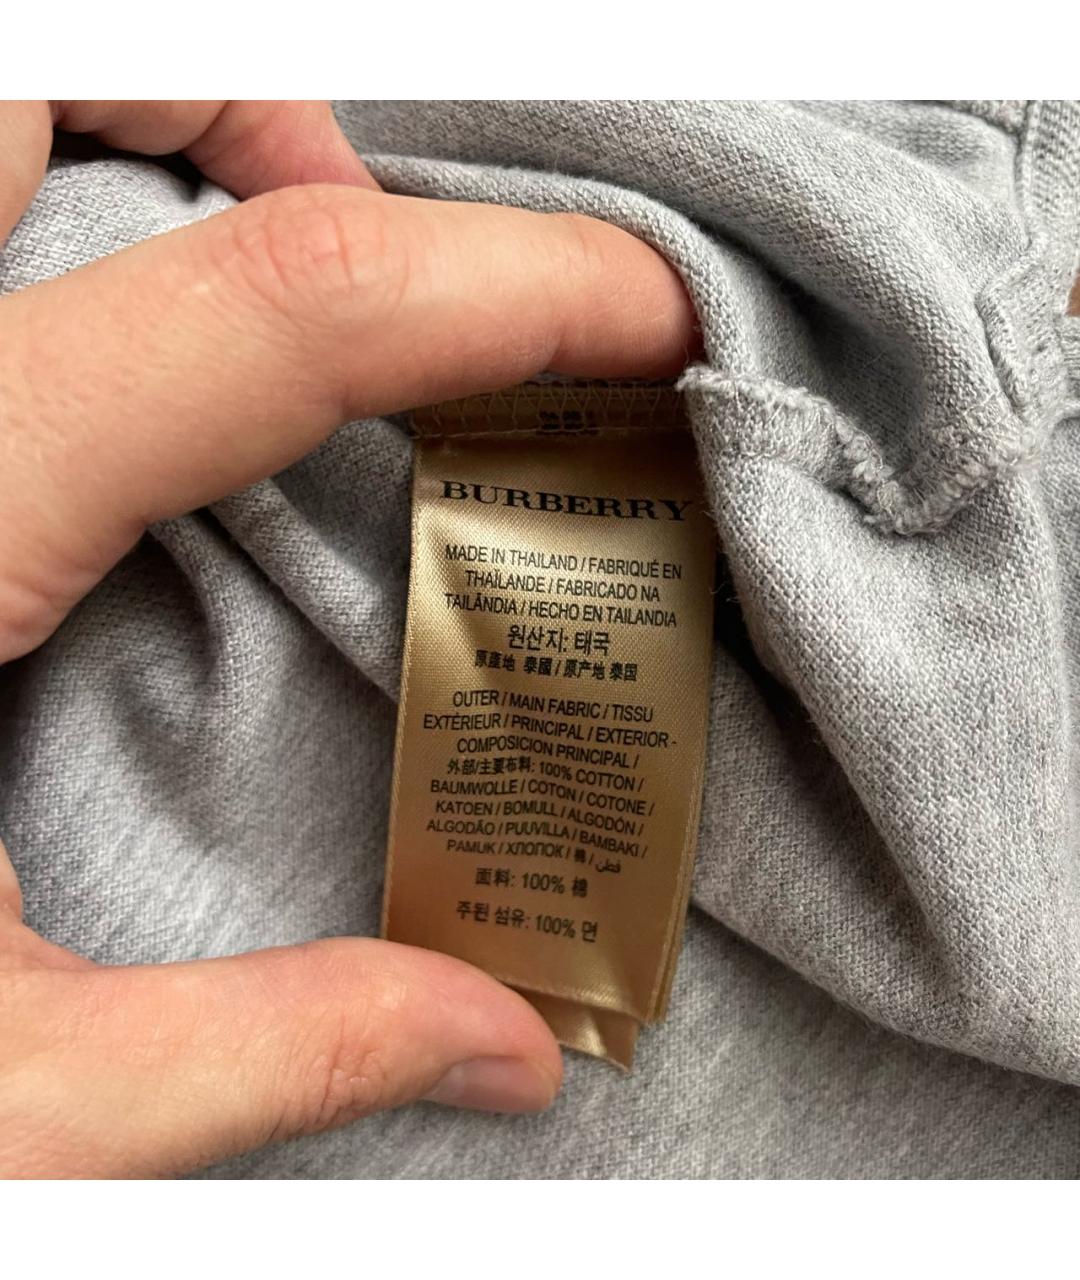 BURBERRY
MADE IN THAILAND / FABRIQUÉ EN
THAÏLANDE / FABRICADO NA
TAILÂNDIA / HECHO EN TAILANDIA
원산지: 태국
原產地 泰國 / 原产地 泰国
OUTER / MAIN FABRIC / TISSU
EXTÉRIEUR / PRINCIPAL / EXTERIOR -
COMPOSICION PRINCIPAL /
外部/主要布料: 100% COTTON /
BAUMWOLLE / COTON / COTONE /
KATOEN / BOMULL / ALGODÓN /
ALGODÃO / PUUVILLA / BAMBAKI /
PAMUK / ХЛОПОК / 棉 / قطن
面料: 100% 棉
주된 섬유: 100% 면